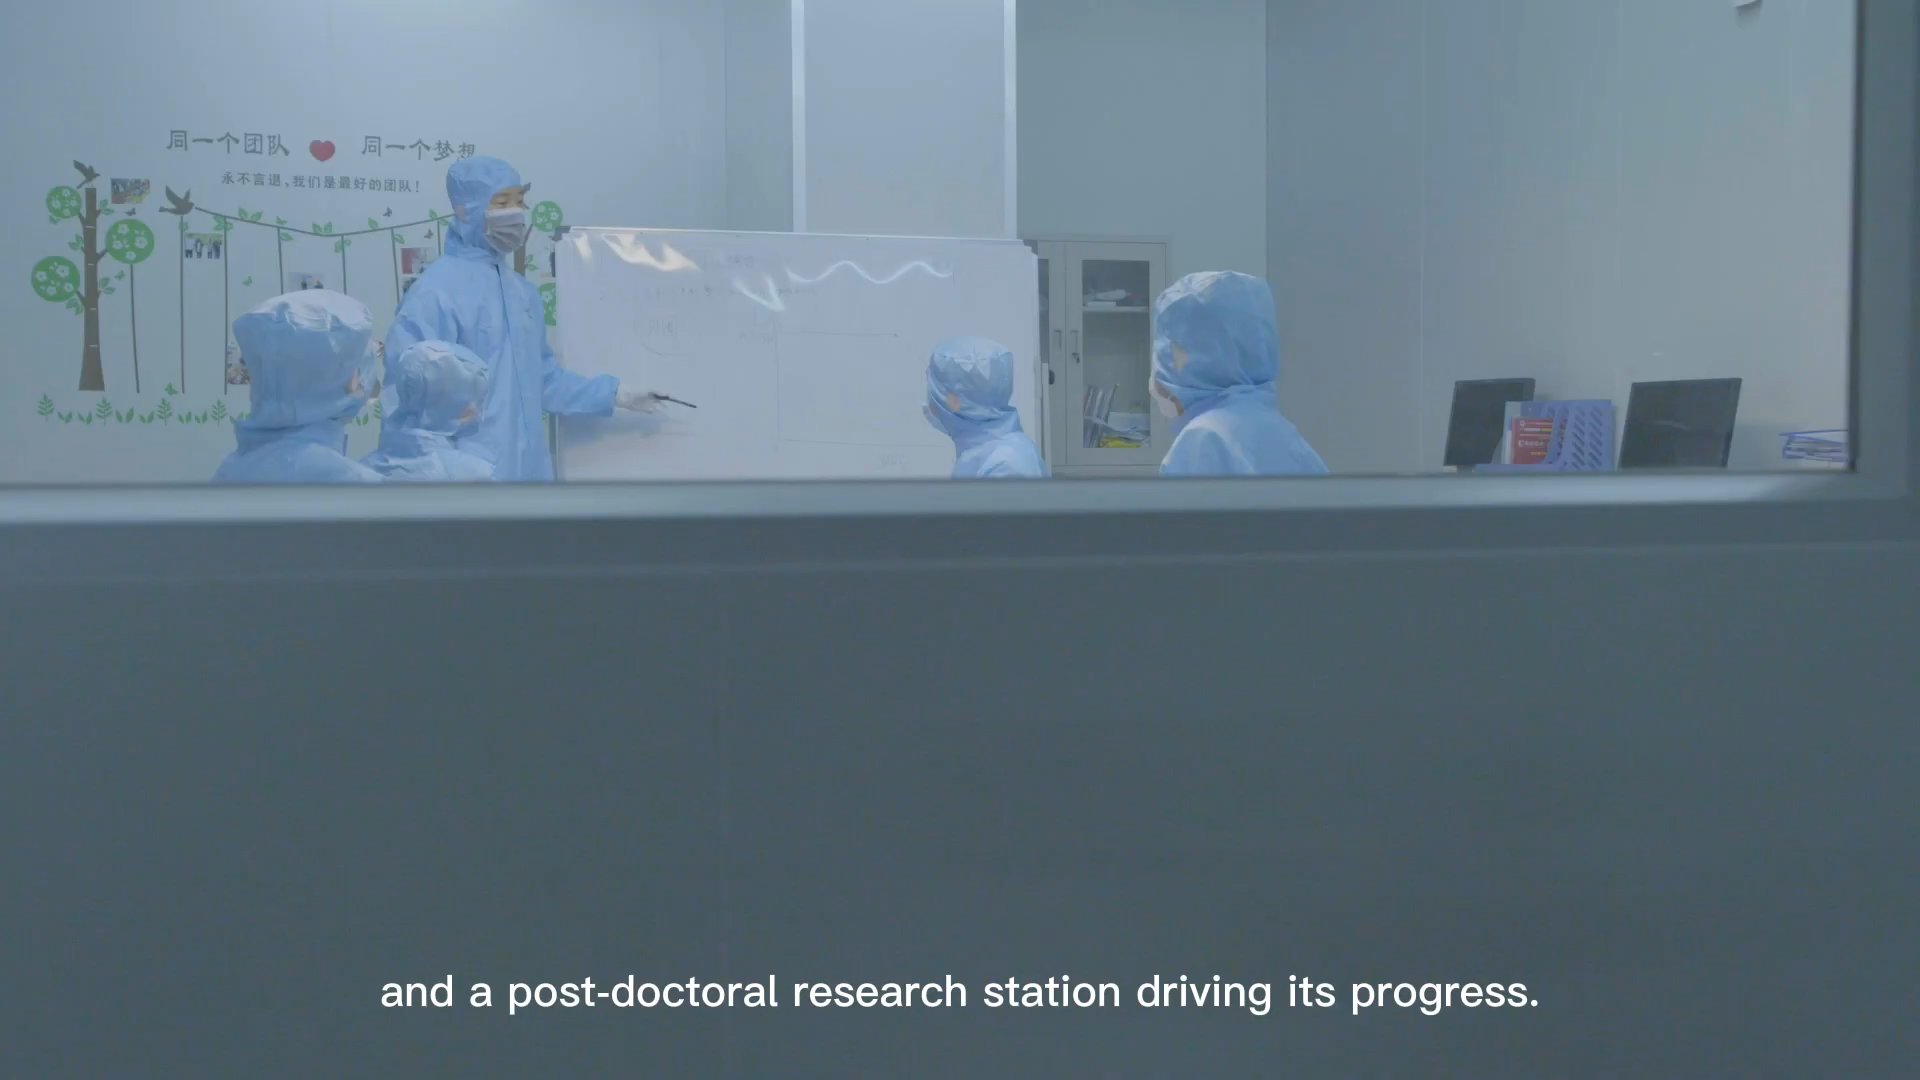 同一个团队 同一个梦想
永不言退,我们是最好的团队!
and a post-doctoral research station driving its progress.